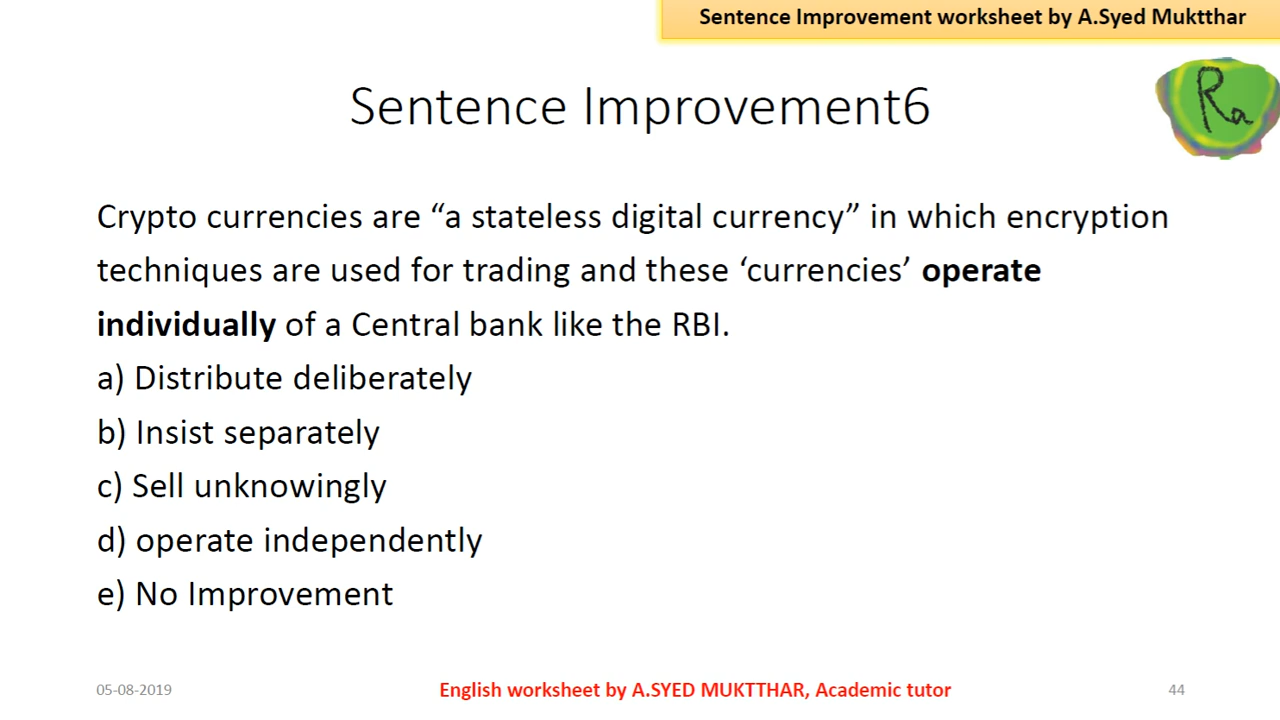 Sentence Improvement worksheet by A.Syed Muktthar
Ra
Sentence Improvement6
Crypto currencies are “a stateless digital currency” in which encryption
techniques are used for trading and these ‘currencies’ operate
individually of a Central bank like the RBI.
a) Distribute deliberately
b) Insist separately
c) Sell unknowingly
d) operate independently
e) No Improvement
05-08-2019
English worksheet by A.SYED MUKTTHAR, Academic tutor
44